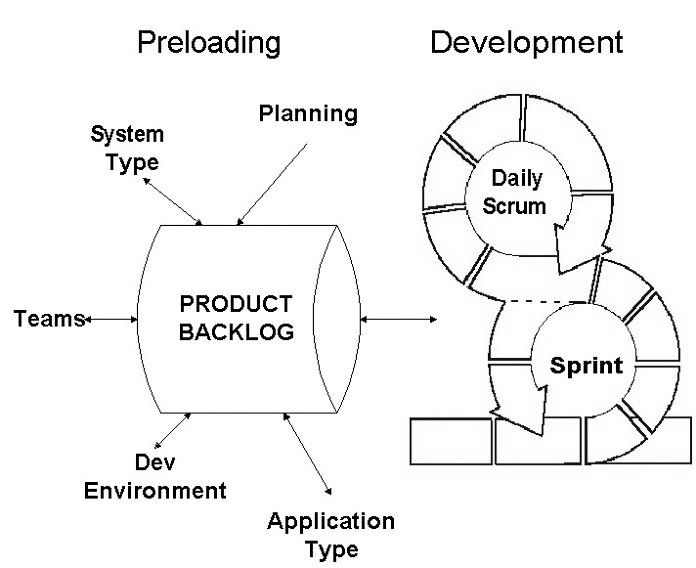 Preloading
Development
Planning
System
Type
Daily
Scrum
Teams
PRODUCT
BACKLOG
Sprint
Dev
Environment
Application
Type